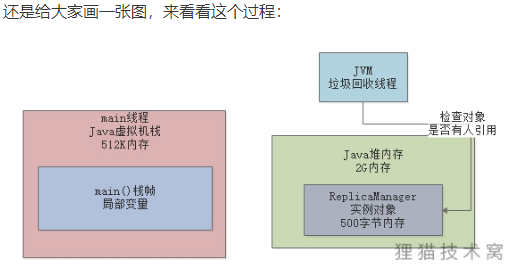 还是给大家画一张图，来看看这个过程：
JVM
垃圾回收线程
检查对象
是否有人引用
main线程
Java虚拟机栈
512K内存
main()栈帧
局部变量
Java堆内存
2G内存
ReplicaManager
实例对象
500字节内存
狸猫技术窝